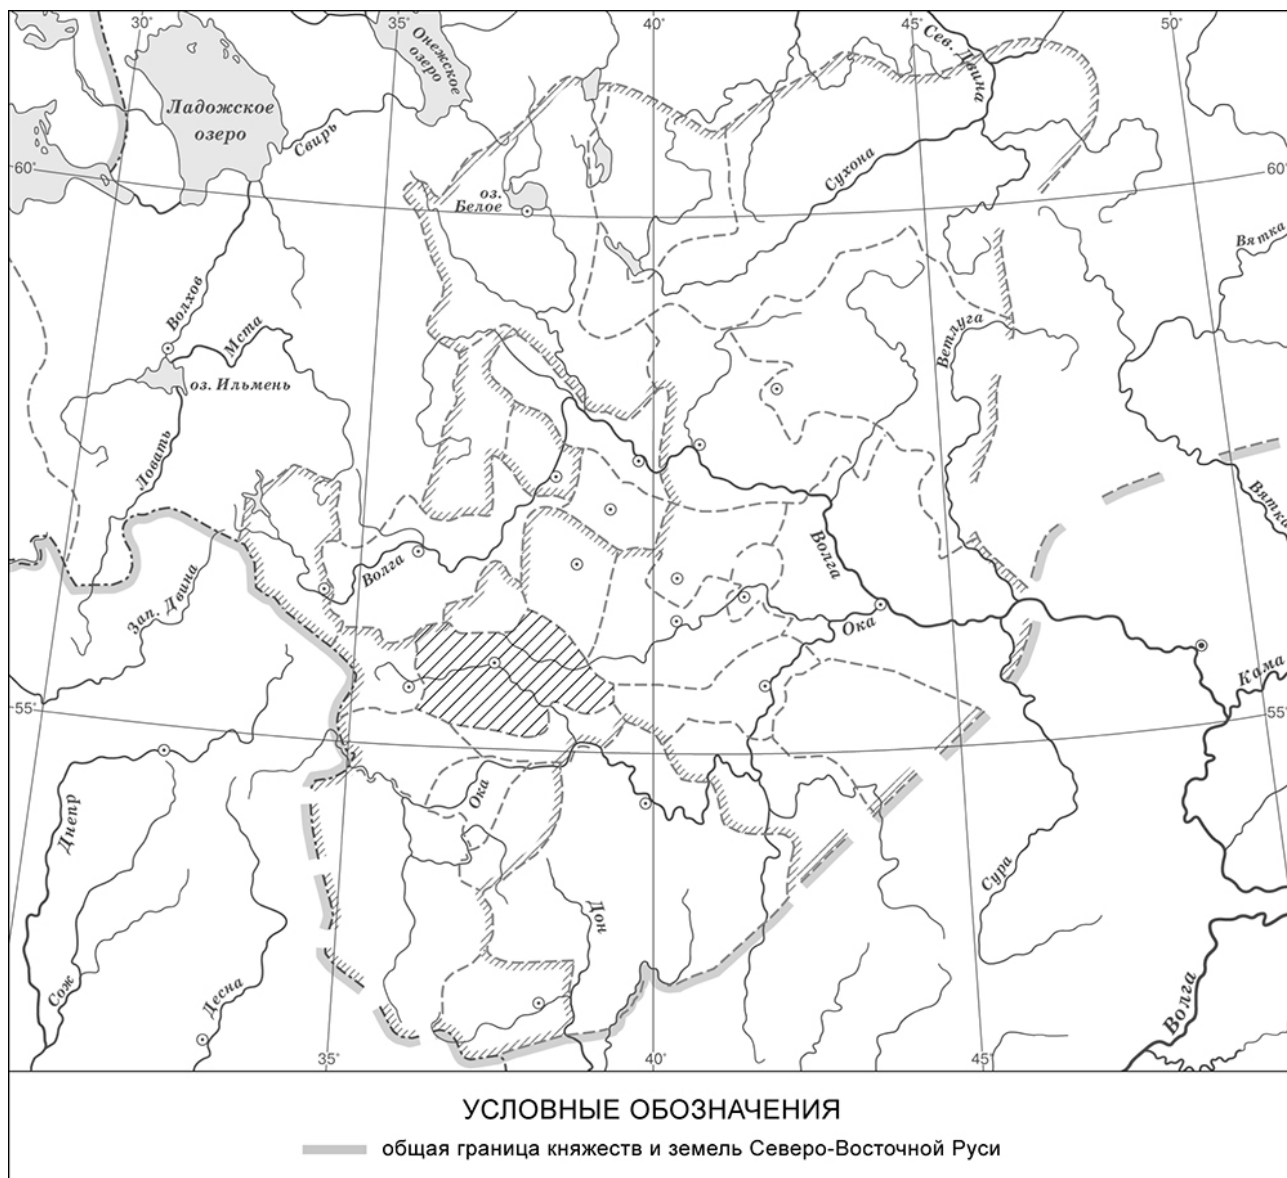 30°
35°
40°
45°
50°
Онежское
озеро
Сев. Двина
Ладожское
озеро
Свирь
60°
60°
Сухона
оз.
Белое
Вятка
Волхов
Мста
Ветлуга
оз. Ильмень
Ловать
Вятка
Волга
Волга
Зап. Двина
Ока
Кама
55°
55°
Днепр
Ока
Сура
Дон
Сож
Десна
Волга
35°
40°
45°
УСЛОВНЫЕ ОБОЗНАЧЕНИЯ
общая граница княжеств и земель Северо-Восточной Руси